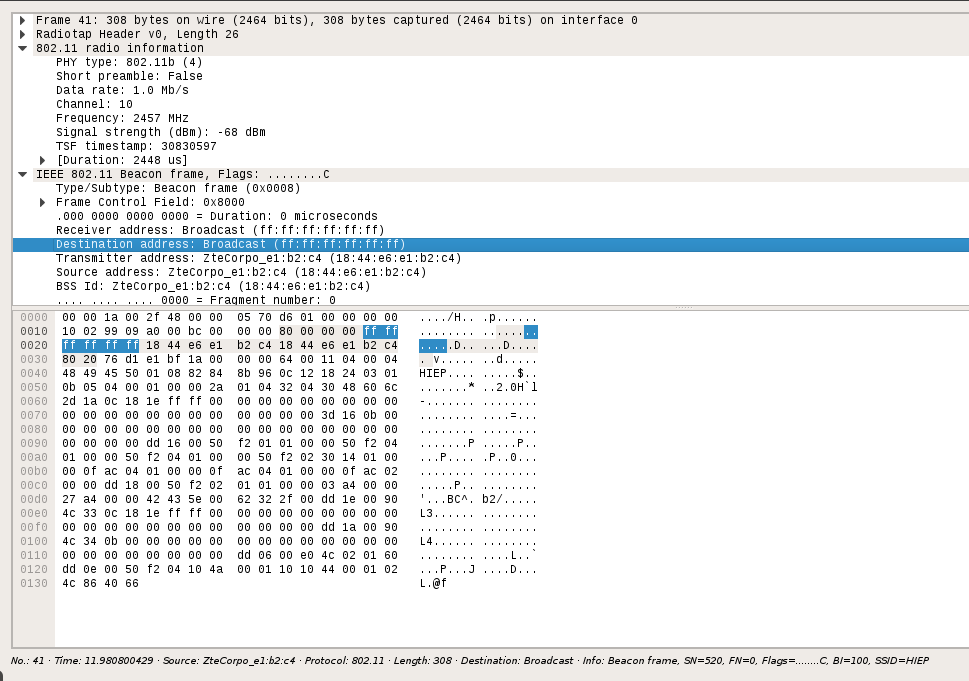 Frame 41: 308 bytes on wire (2464 bits), 308 bytes captured (2464 bits) on interface 0
Radiotap Header v0, Length 26
802.11 radio information
PHY type: 802.11b (4)
Short preamble: False
Data rate: 1.0 Mb/s
Channel: 10
Frequency: 2457 MHz
Signal strength (dBm): -68 dBm
TSF timestamp: 30830597
[Duration: 2448 us]
IEEE 802.11 Beacon frame, Flags: ........C
Type/Subtype: Beacon frame (0x0008)
Frame Control Field: 0x8000
.000 0000 0000 0000 = Duration: 0 microseconds
Receiver address: Broadcast (ff:ff:ff:ff:ff:ff)
Destination address: Broadcast (ff:ff:ff:ff:ff:ff)
Transmitter address: ZteCorpo_e1:b2:c4 (18:44:e6:e1:b2:c4)
Source address: ZteCorpo_e1:b2:c4 (18:44:e6:e1:b2:c4)
BSS Id: ZteCorpo_e1:b2:c4 (18:44:e6:e1:b2:c4)
.... .... .... 0000 = Fragment number: 0
0000 00 00 1a 00 2f 48 00 00 05 70 d6 01 00 00 00 00 ..../H.. .p......
0010 10 02 99 09 a0 00 bc 00 00 00 80 00 00 00 ff ff ........ ........
0020 ff ff ff ff 18 44 e6 e1 b2 c4 18 44 e6 e1 b2 c4 .....D.. ...D....
0030 80 20 76 d1 e1 bf 1a 00 00 00 64 00 11 04 00 04 . v..... ..d.....
0040 48 49 45 50 01 08 82 84 8b 96 0c 12 18 24 03 01 HIEP.... .....$..
0050 0b 05 04 00 01 00 00 2a 01 04 32 04 30 48 60 6c .......* ..2.0H`l
0060 2d 1a 0c 18 1e ff ff 00 00 00 00 00 00 00 00 00 -....... ........
0070 00 00 00 00 00 00 00 00 00 00 00 00 3d 16 0b 00 ........ ....=...
0080 00 00 00 00 00 00 00 00 00 00 00 00 00 00 00 00 ........ ........
0090 00 00 00 00 dd 16 00 50 f2 01 01 00 00 50 f2 04 .......P .....P..
00a0 01 00 00 50 f2 04 01 00 00 50 f2 02 30 14 01 00 ...P.... .P..0...
00b0 00 0f ac 04 01 00 00 0f ac 04 01 00 00 0f ac 02 ........ ........
00c0 00 00 dd 18 00 50 f2 02 01 01 00 00 03 a4 00 00 .....P.. ........
00d0 27 a4 00 00 42 43 5e 00 62 32 2f 00 dd 1e 00 90 '...BC^. b2/.....
00e0 4c 33 0c 18 1e ff ff 00 00 00 00 00 00 00 00 00 L3...... ........
00f0 00 00 00 00 00 00 00 00 00 00 00 00 dd 1a 00 90 ........ ........
0100 4c 34 0b 00 00 00 00 00 00 00 00 00 00 00 00 00 L4...... ........
0110 00 00 00 00 00 00 00 00 dd 06 00 e0 4c 02 01 60 ........ ....L..`
0120 dd 0e 00 50 f2 04 10 4a 00 01 10 10 44 00 01 02 ...P...J ....D...
0130 4c 86 40 66 L.@f
No.: 41 · Time: 11.980800429 · Source: ZteCorpo_e1:b2:c4 · Protocol: 802.11 · Length: 308 · Destination: Broadcast · Info: Beacon frame, SN=520, FN=0, Flags=........C, BI=100, SSID=HIEP